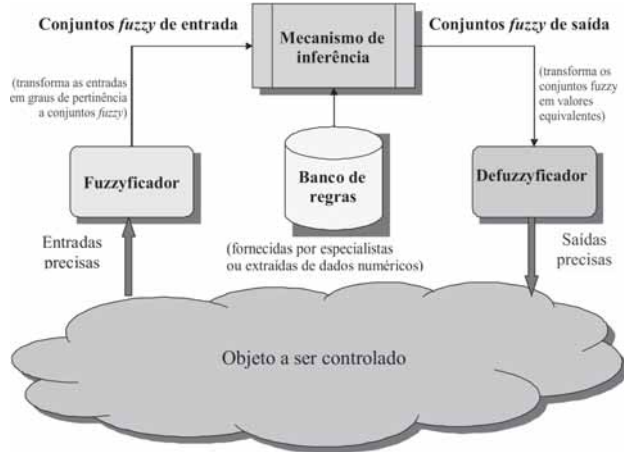 Conjuntos fuzzy de entrada
Mecanismo de
inferência
Conjuntos fuzzy de saída
(transforma as entradas
em graus de pertinência
a conjuntos fuzzy)
(transforma os
conjuntos fuzzy
em valores
equivalentes)
Fuzzyficador
Banco de
regras
Defuzzyficador
Entradas
precisas
(fornecidas por especialistas
ou extraídas de dados numéricos)
Saídas
precisas
Objeto a ser controlado